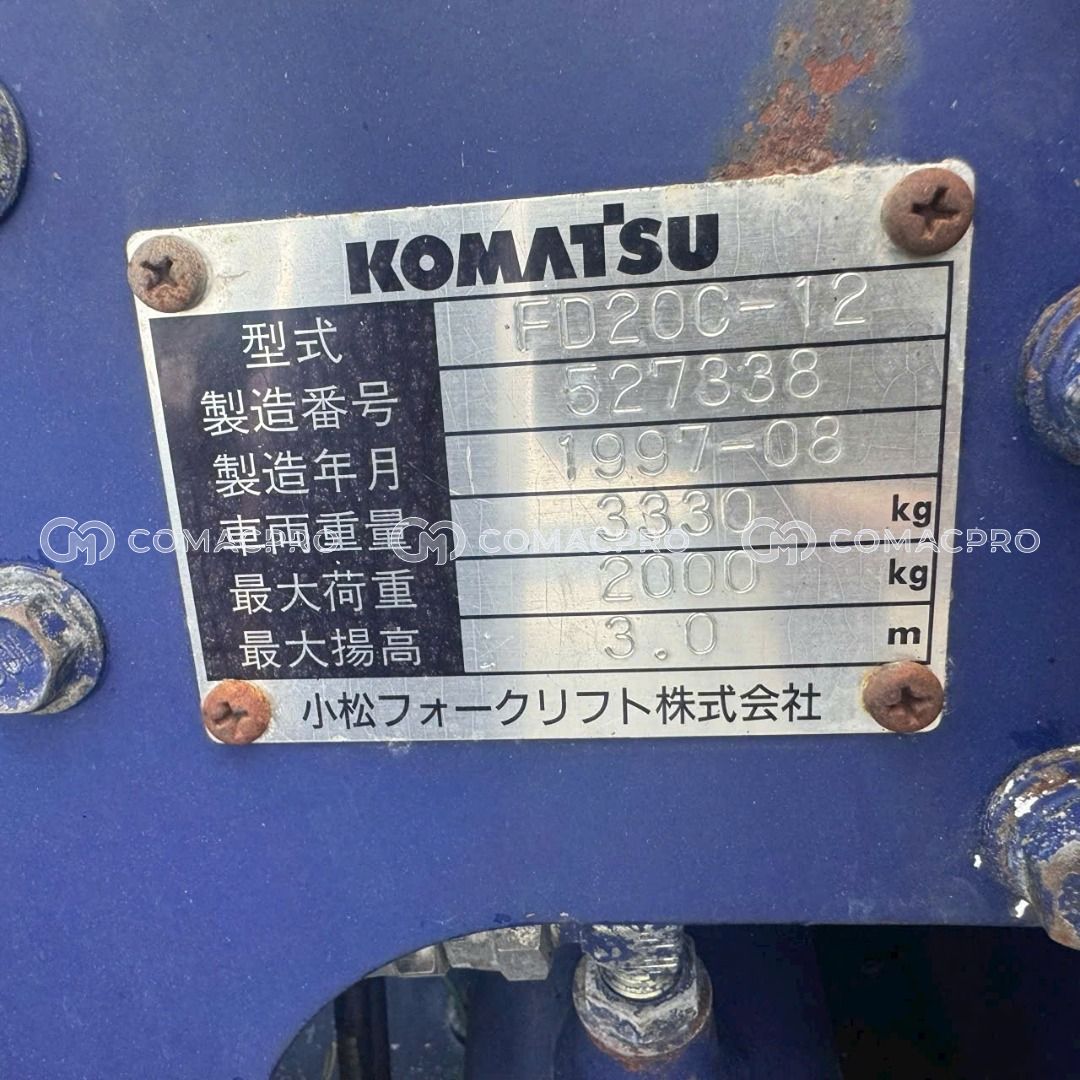 KOMATSU
型式 FD20C-12
製造番号 527338
製造年月 1997-08
車両重量 3330 kg
COMACPRO COMACPRO COMACPRO
最大荷重 2000 kg
最大揚高 3.0 m
小松フォークリフト株式会社